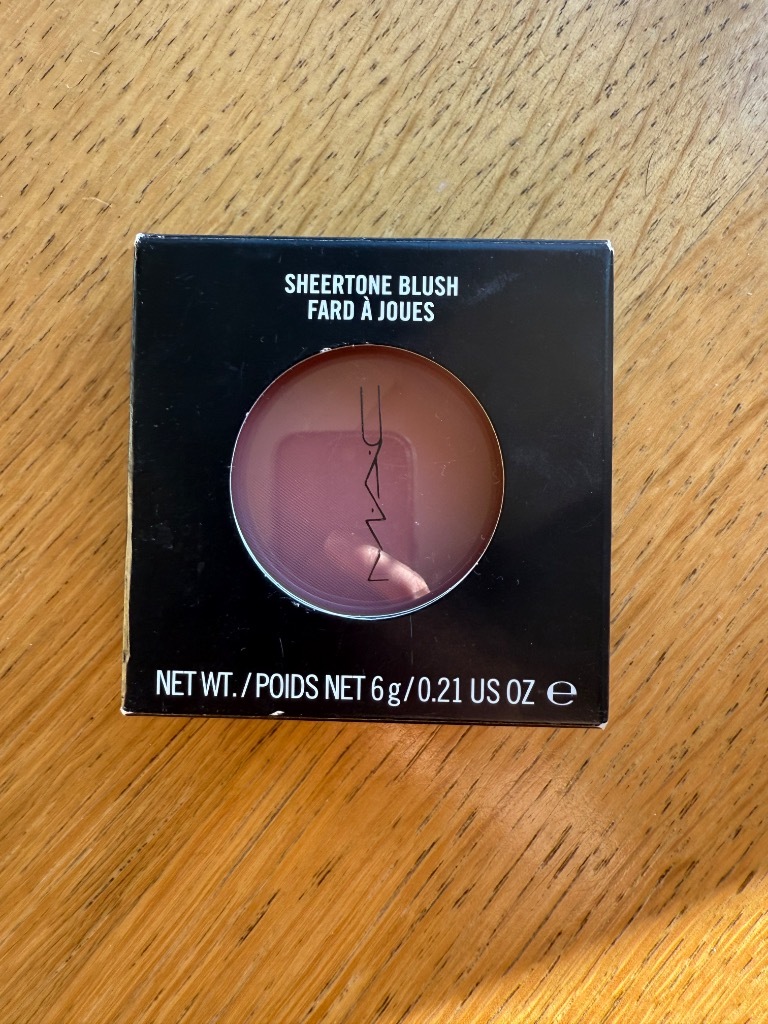 SHEERTONE BLUSH
FARD À JOUES
M·A·C
NET WT./POIDS NET 6 g/0.21 US OZ ℮